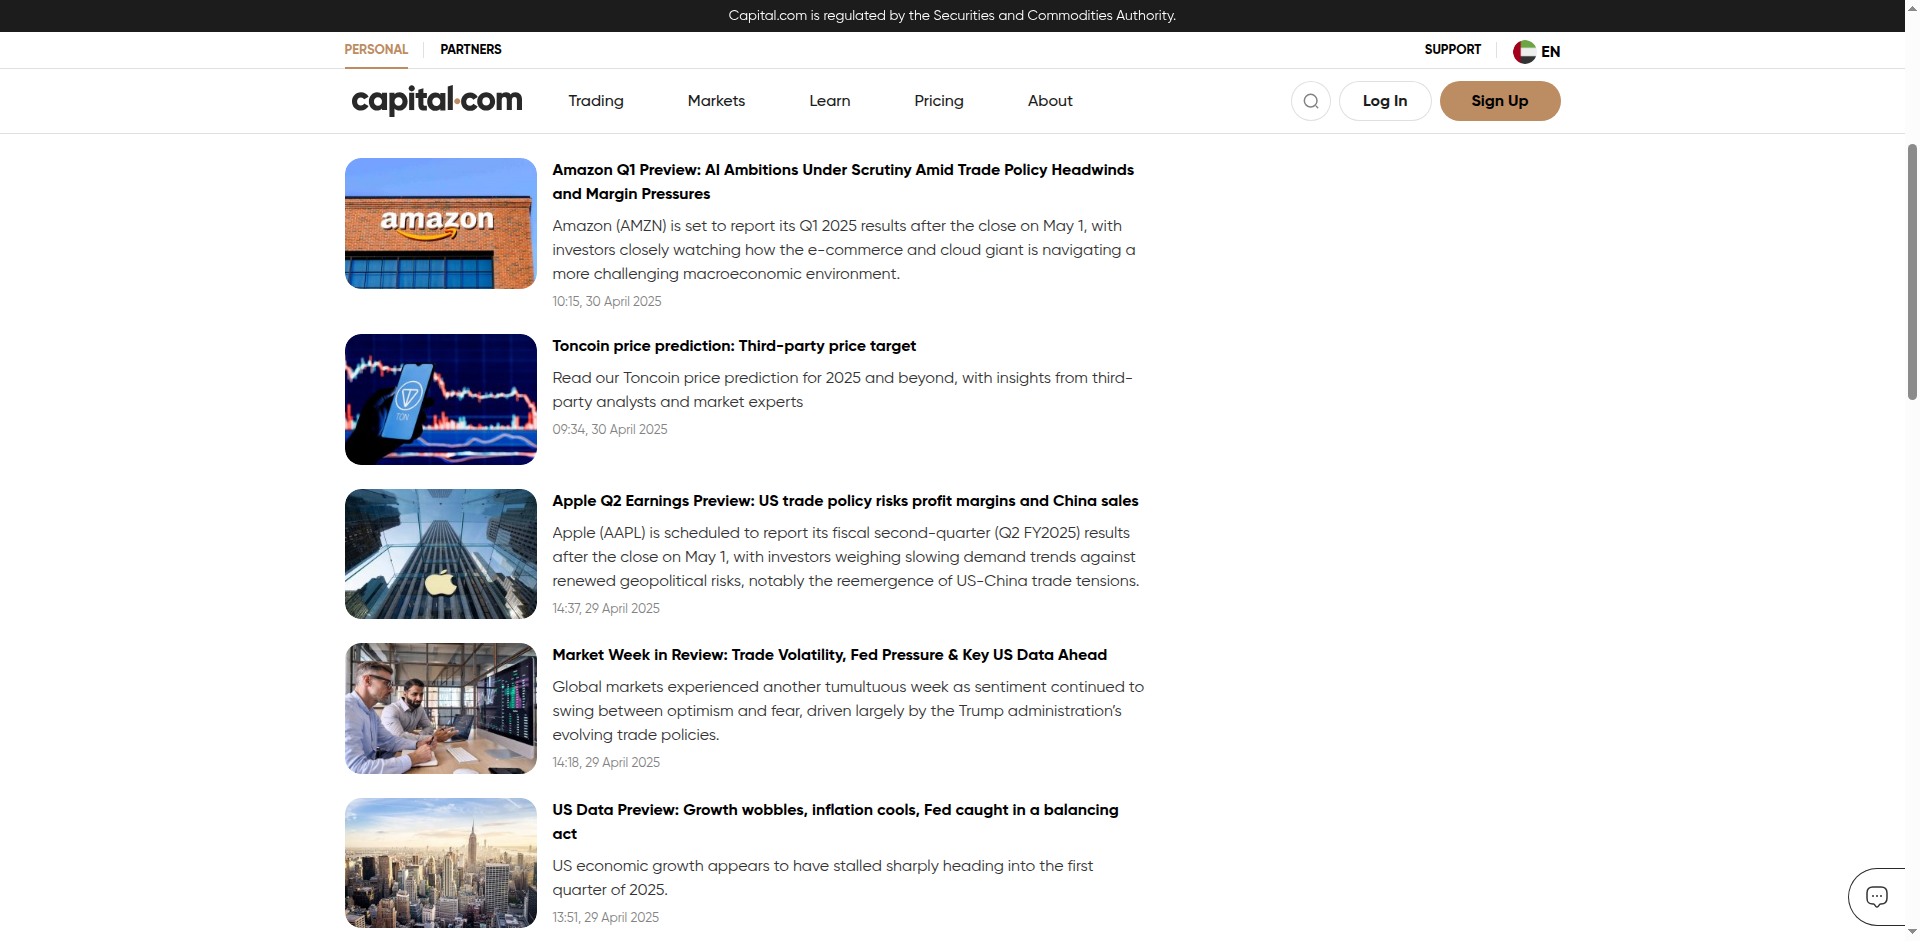 Capital.com is regulated by the Securities and Commodities Authority.
PERSONAL
PARTNERS
SUPPORT
EN
capital.com
Trading
Markets
Learn
Pricing
About
Log In
Sign Up
amazon
Amazon Q1 Preview: AI Ambitions Under Scrutiny Amid Trade Policy Headwinds
and Margin Pressures
Amazon (AMZN) is set to report its Q1 2025 results after the close on May 1, with
investors closely watching how the e-commerce and cloud giant is navigating a
more challenging macroeconomic environment.
10:15, 30 April 2025
TON
Toncoin price prediction: Third-party price target
Read our Toncoin price prediction for 2025 and beyond, with insights from third-
party analysts and market experts
09:34, 30 April 2025
Apple Q2 Earnings Preview: US trade policy risks profit margins and China sales
Apple (AAPL) is scheduled to report its fiscal second-quarter (Q2 FY2025) results
after the close on May 1, with investors weighing slowing demand trends against
renewed geopolitical risks, notably the reemergence of US-China trade tensions.
14:37, 29 April 2025
Market Week in Review: Trade Volatility, Fed Pressure & Key US Data Ahead
Global markets experienced another tumultuous week as sentiment continued to
swing between optimism and fear, driven largely by the Trump administration's
evolving trade policies.
14:18, 29 April 2025
US Data Preview: Growth wobbles, inflation cools, Fed caught in a balancing
act
US economic growth appears to have stalled sharply heading into the first
quarter of 2025.
13:51, 29 April 2025